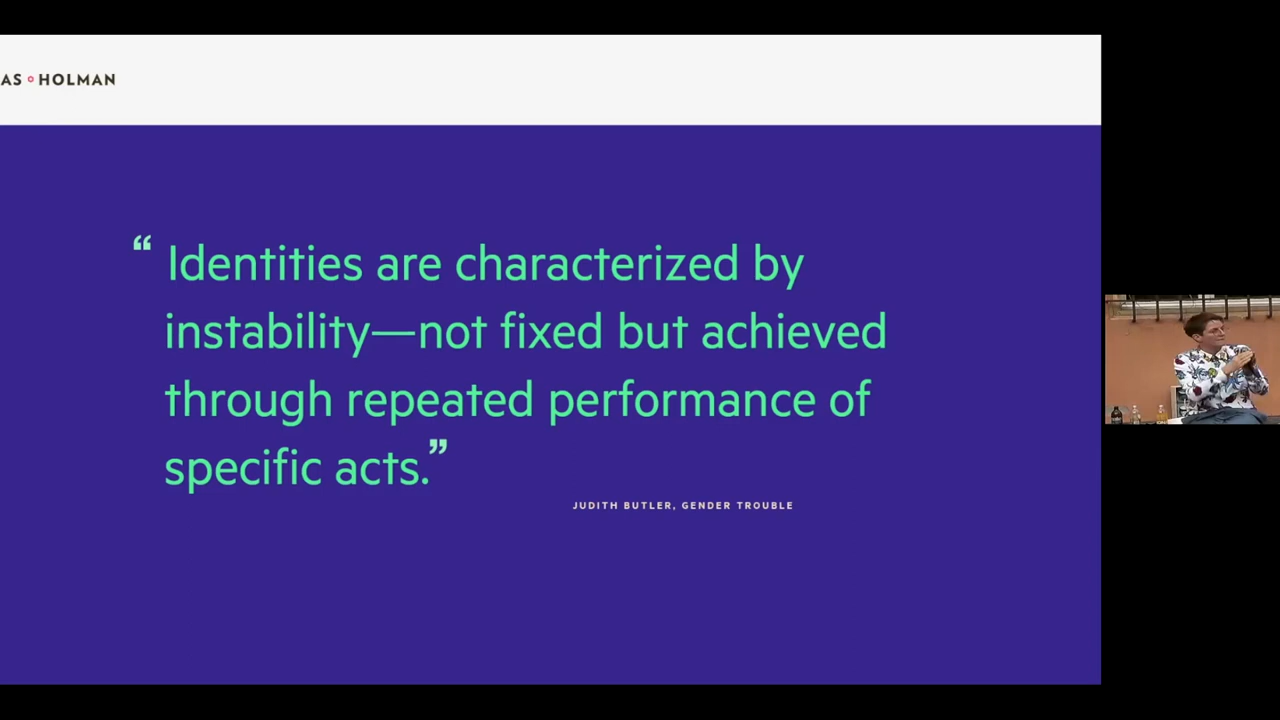 AS HOLMAN
“Identities are characterized by
instability—not fixed but achieved
through repeated performance of
specific acts.”
JUDITH BUTLER, GENDER TROUBLE